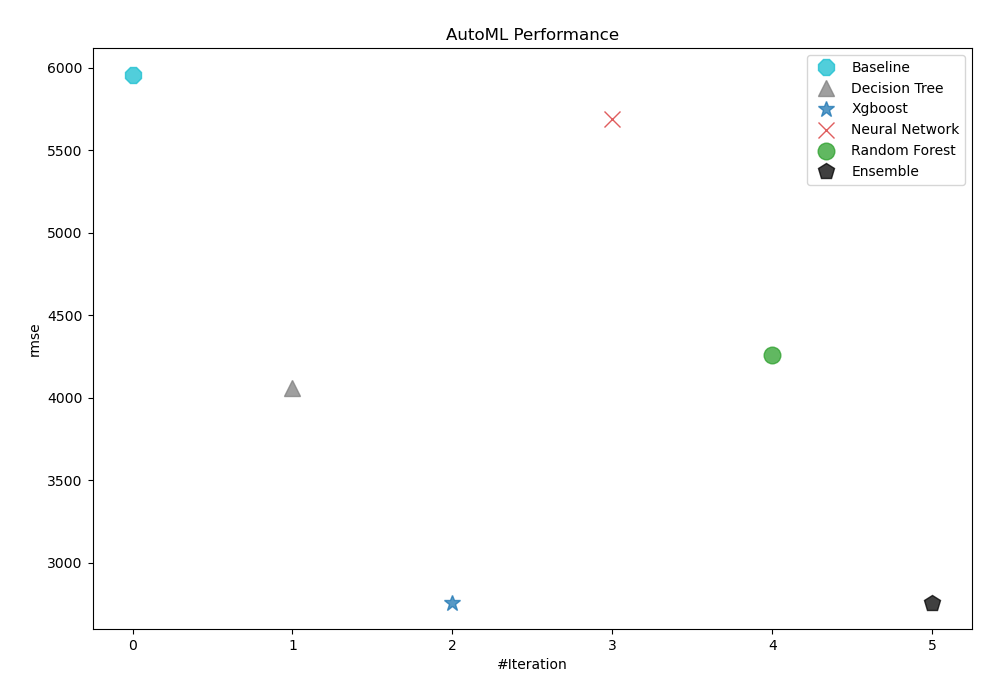 AutoML Performance
Baseline
Decision Tree
Xgboost
Neural Network
Random Forest
Ensemble
rmse
6000
5500
5000
4500
4000
3500
3000
0 1 2 3 4 5
#Iteration